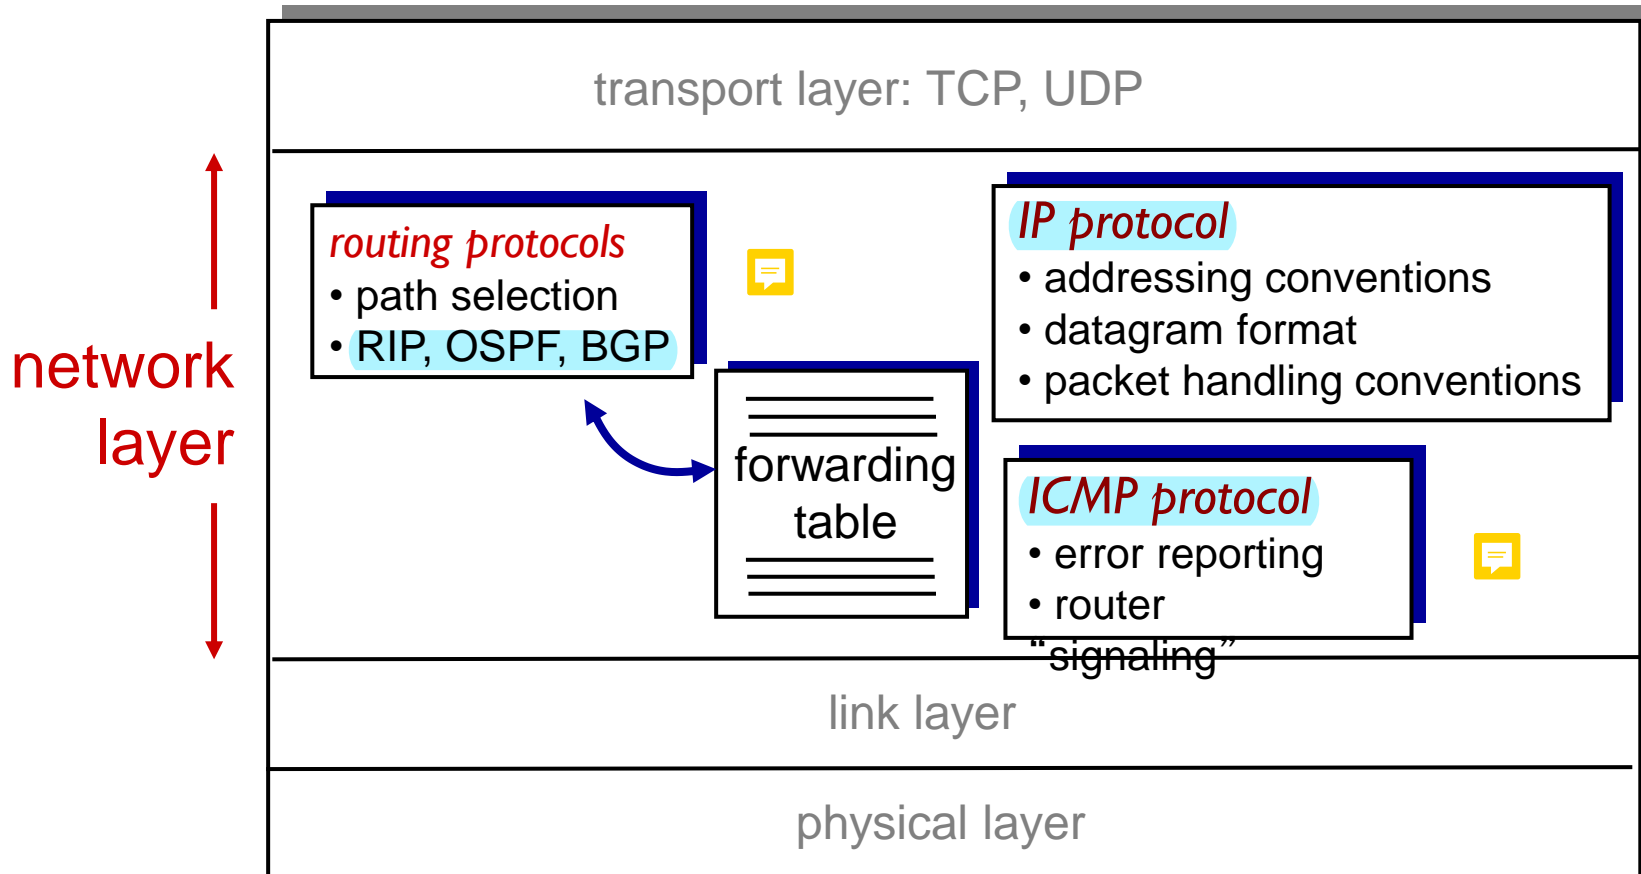 transport layer: TCP, UDP
network
layer
routing protocols
• path selection
• RIP, OSPF, BGP
forwarding
table
IP protocol
• addressing conventions
• datagram format
• packet handling conventions
ICMP protocol
• error reporting
• router
“signaling”
link layer
physical layer